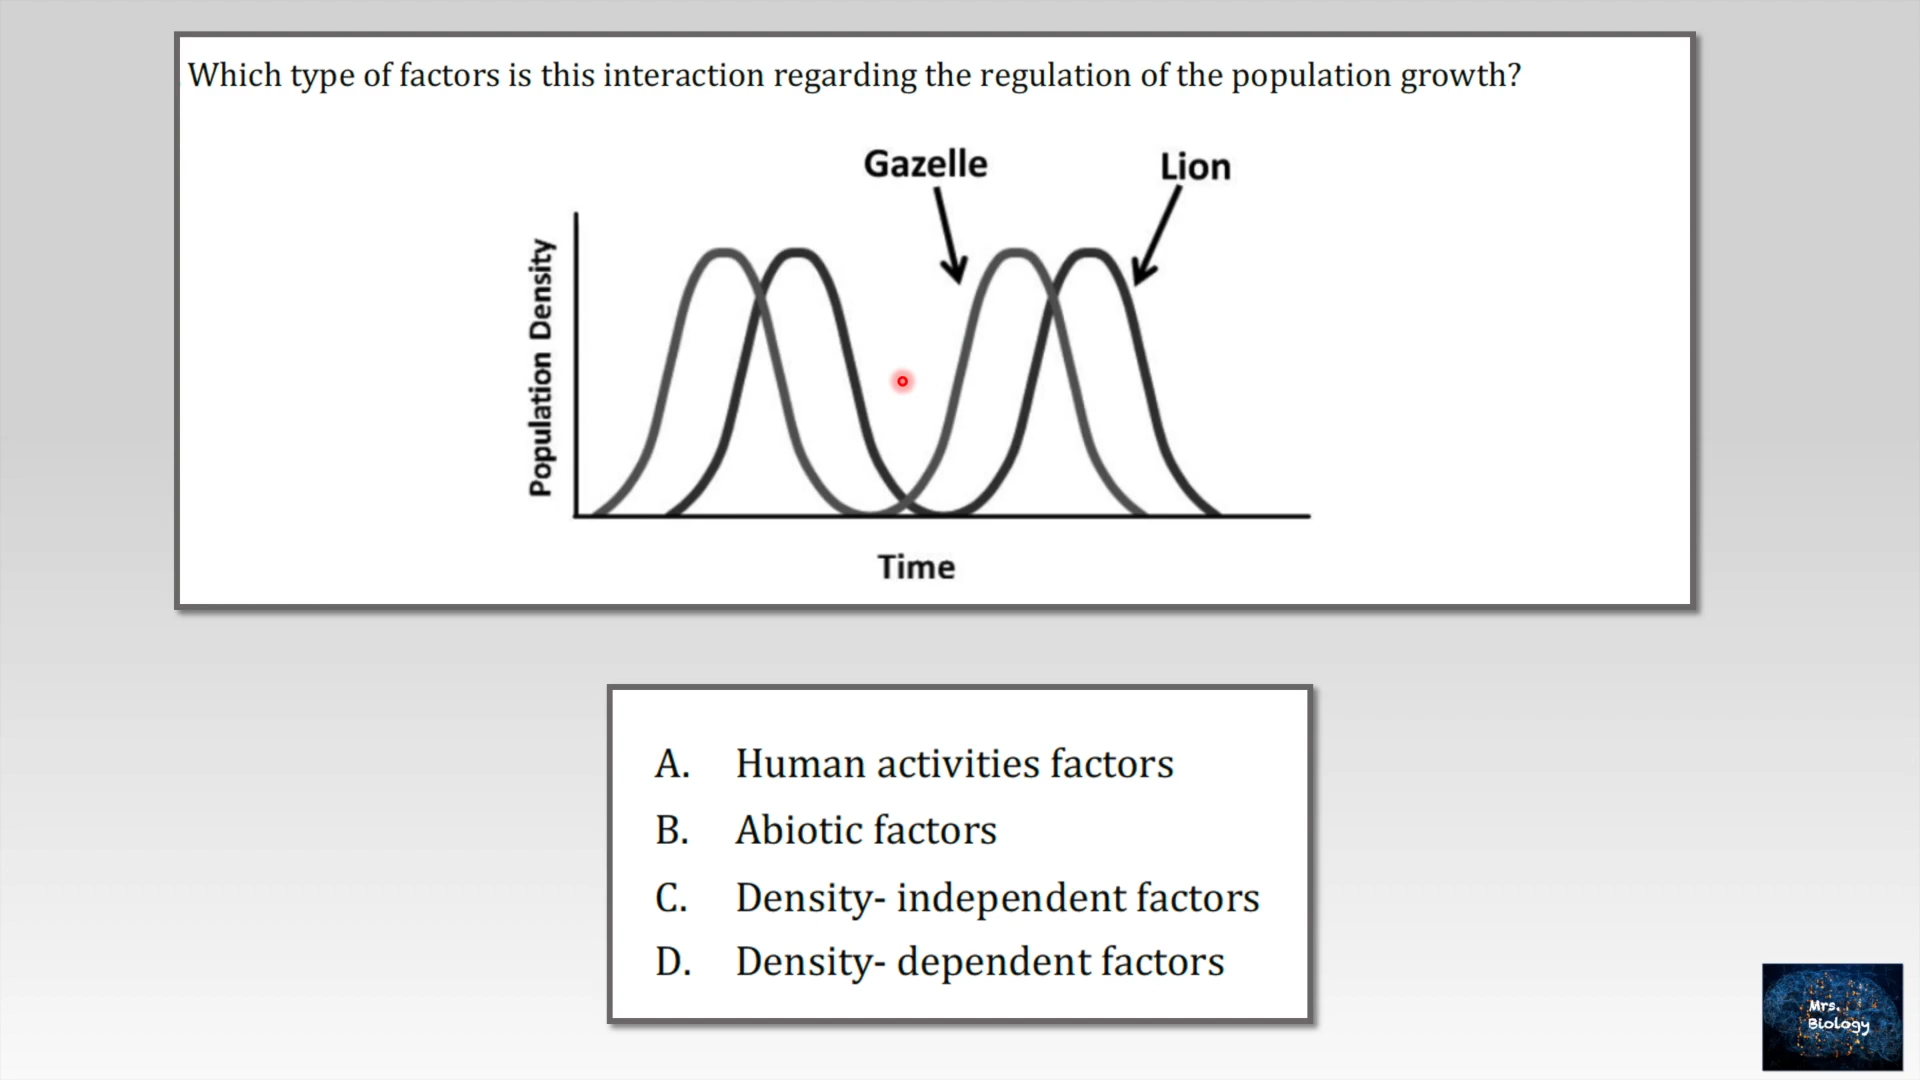 Which type of factors is this interaction regarding the regulation of the population growth?
Gazelle
Lion
Population Density
Time
A. Human activities factors
B. Abiotic factors
C. Density- independent factors
D. Density- dependent factors
Mrs.
Biology